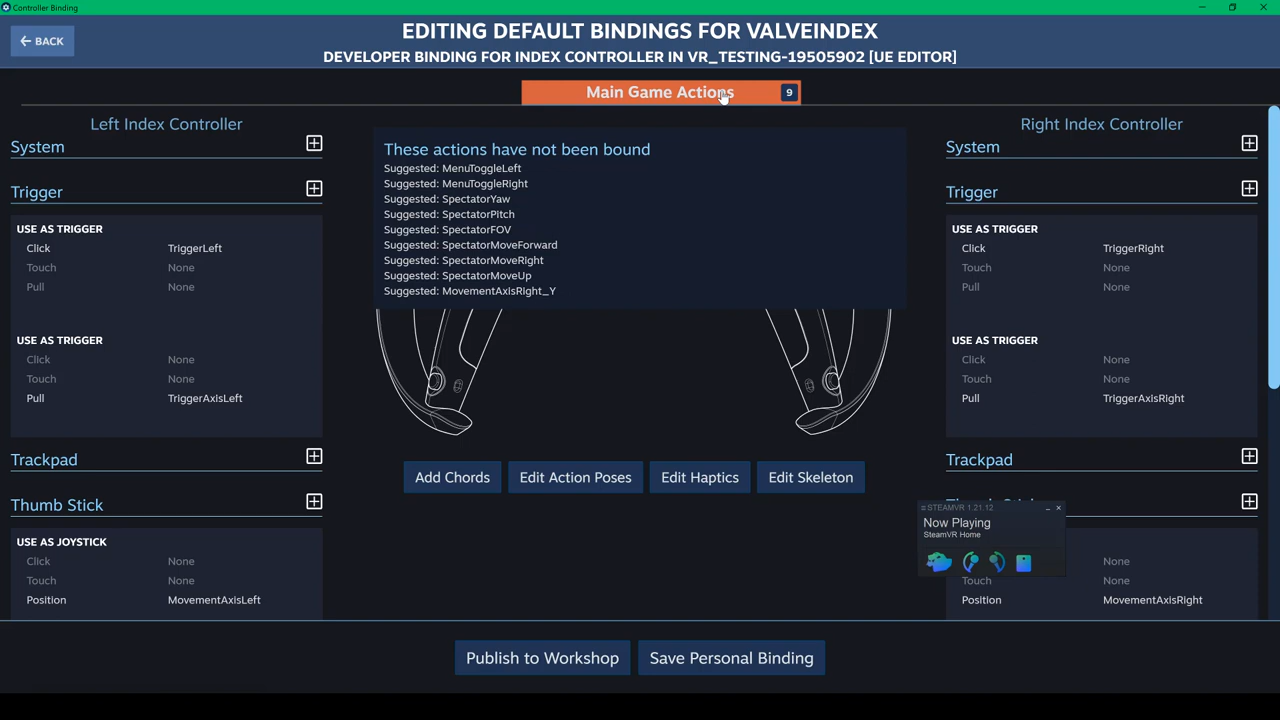 Controller Binding
EDITING DEFAULT BINDINGS FOR VALVEINDEX
BACK
DEVELOPER BINDING FOR INDEX CONTROLLER IN VR_TESTING-19505902 [UE EDITOR]
Main Game Actions 9
Left Index Controller
System
Trigger
USE AS TRIGGER
Click TriggerLeft
Touch None
Pull None
USE AS TRIGGER
Click None
Touch None
Pull TriggerAxisLeft
Trackpad
Thumb Stick
USE AS JOYSTICK
Click None
Touch None
Position MovementAxisLeft
These actions have not been bound
Suggested: MenuToggleLeft
Suggested: MenuToggleRight
Suggested: SpectatorYaw
Suggested: SpectatorPitch
Suggested: SpectatorFOV
Suggested: SpectatorMoveForward
Suggested: SpectatorMoveRight
Suggested: SpectatorMoveUp
Suggested: MovementAxisRight_Y
Add Chords
Edit Action Poses
Edit Haptics
Edit Skeleton
Right Index Controller
System
Trigger
USE AS TRIGGER
Click TriggerRight
Touch None
Pull None
USE AS TRIGGER
Click None
Touch None
Pull TriggerAxisRight
Trackpad
STEAMVR 1.21.12
Now Playing
SteamVR Home
None
Touch None
Position MovementAxisRight
Publish to Workshop
Save Personal Binding